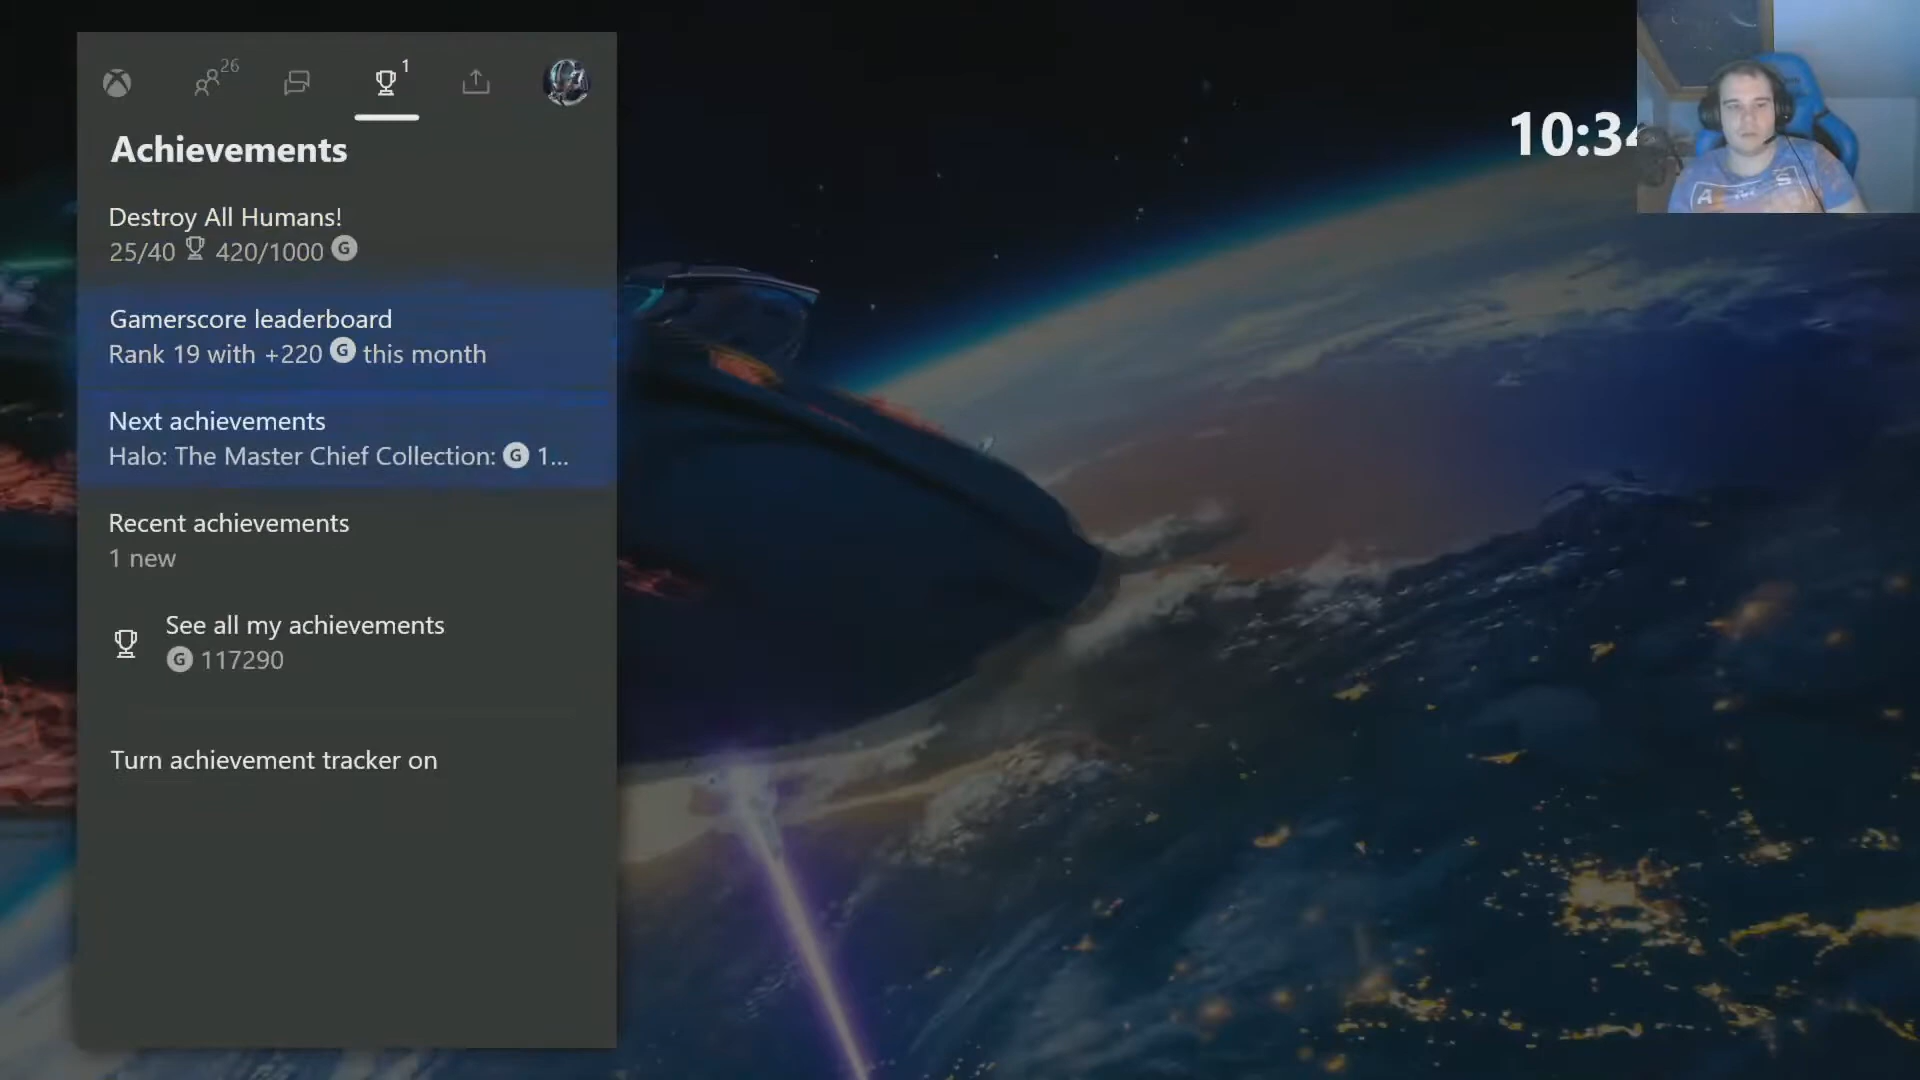 26
1
Achievements
Destroy All Humans!
25/40 420/1000 G
Gamerscore leaderboard
Rank 19 with +220 G this month
Next achievements
Halo: The Master Chief Collection: G 1...
Recent achievements
1 new
See all my achievements
G 117290
Turn achievement tracker on
10:34
A S